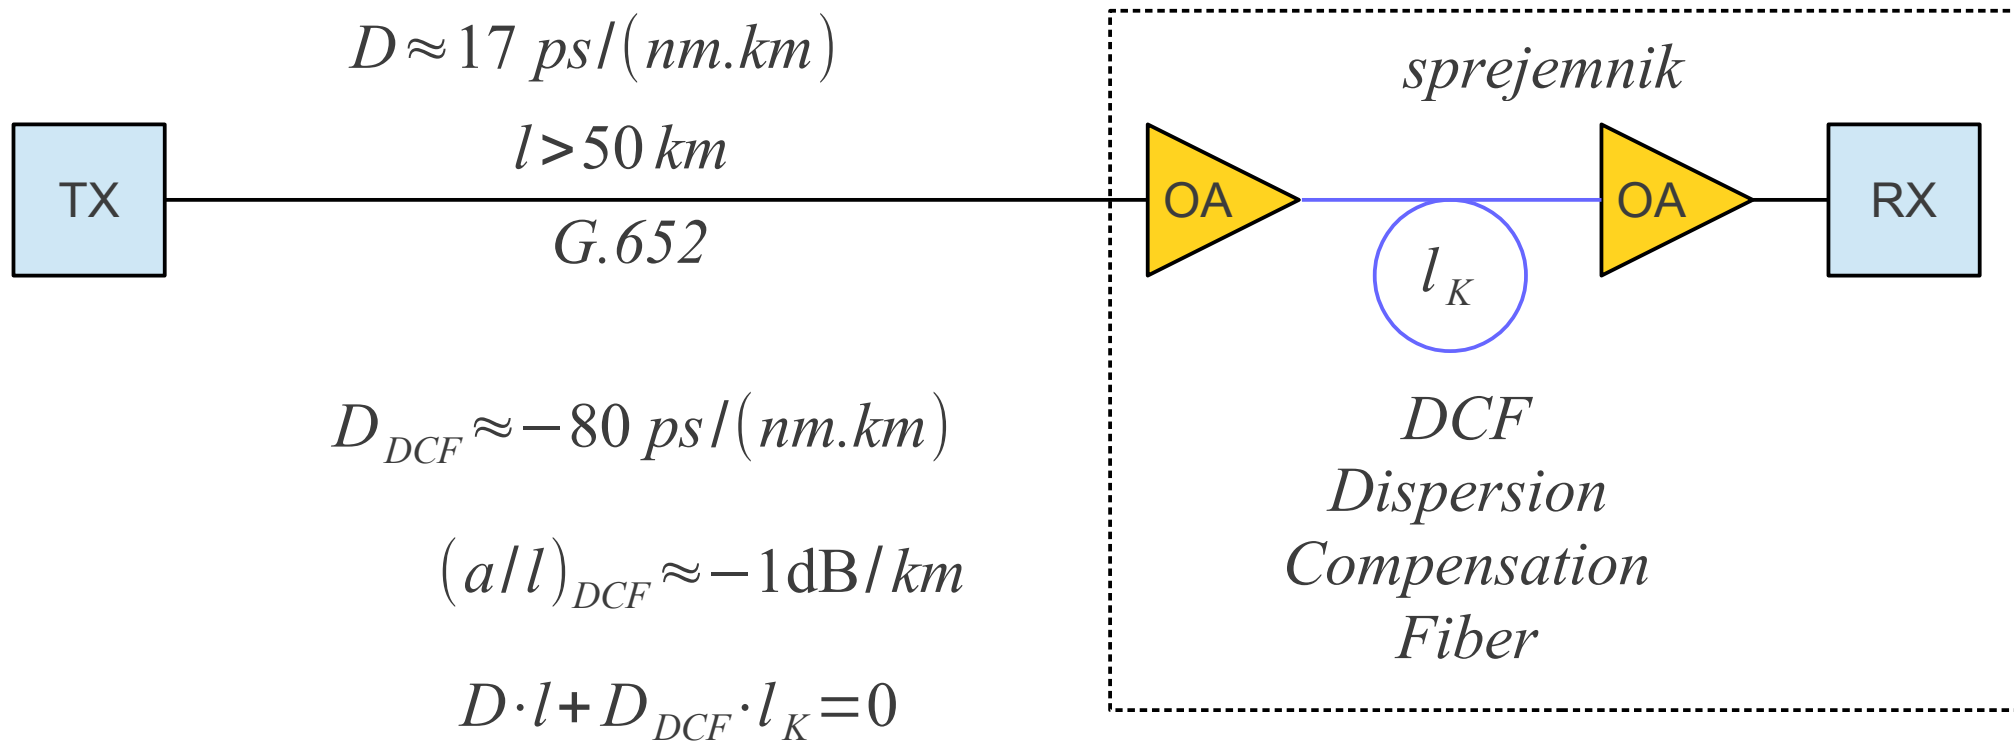 D≈17 ps/(nm.km)
l>50 km
G.652
TX
sprejemnik
OA
OA
RX
l_K
D_DCF≈−80 ps/(nm.km)
(a/l)_DCF≈−1dB/km
D·l+D_DCF·l_K=0
DCF
Dispersion
Compensation
Fiber